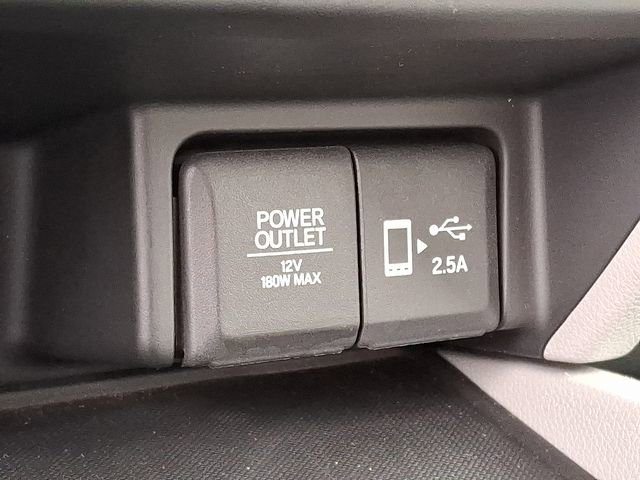 POWER
OUTLET
12V
180W MAX
2.5A